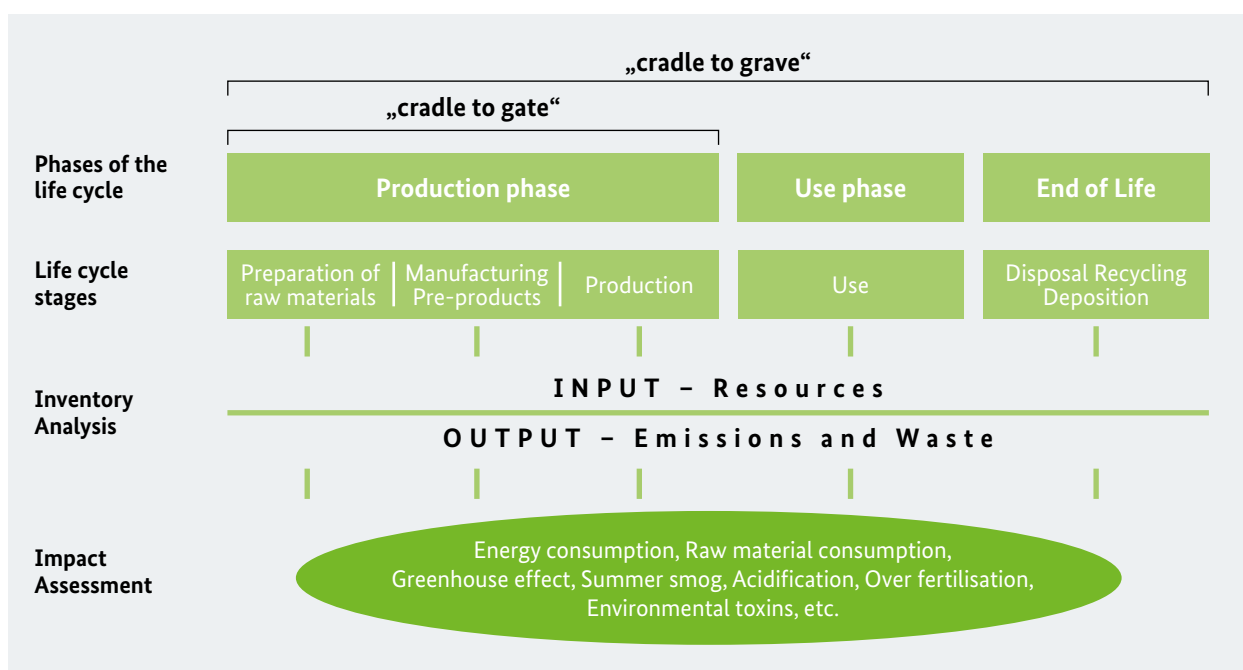 „cradle to grave“
„cradle to gate“
Phases of the
life cycle
Production phase
Use phase
End of Life
Life cycle
stages
Preparation of
raw materials
Manufacturing
Pre-products
Production
Use
Disposal Recycling
Deposition
Inventory
Analysis
INPUT – Resources
OUTPUT – Emissions and Waste
Impact
Assessment
Energy consumption, Raw material consumption,
Greenhouse effect, Summer smog, Acidification, Over fertilisation,
Environmental toxins, etc.